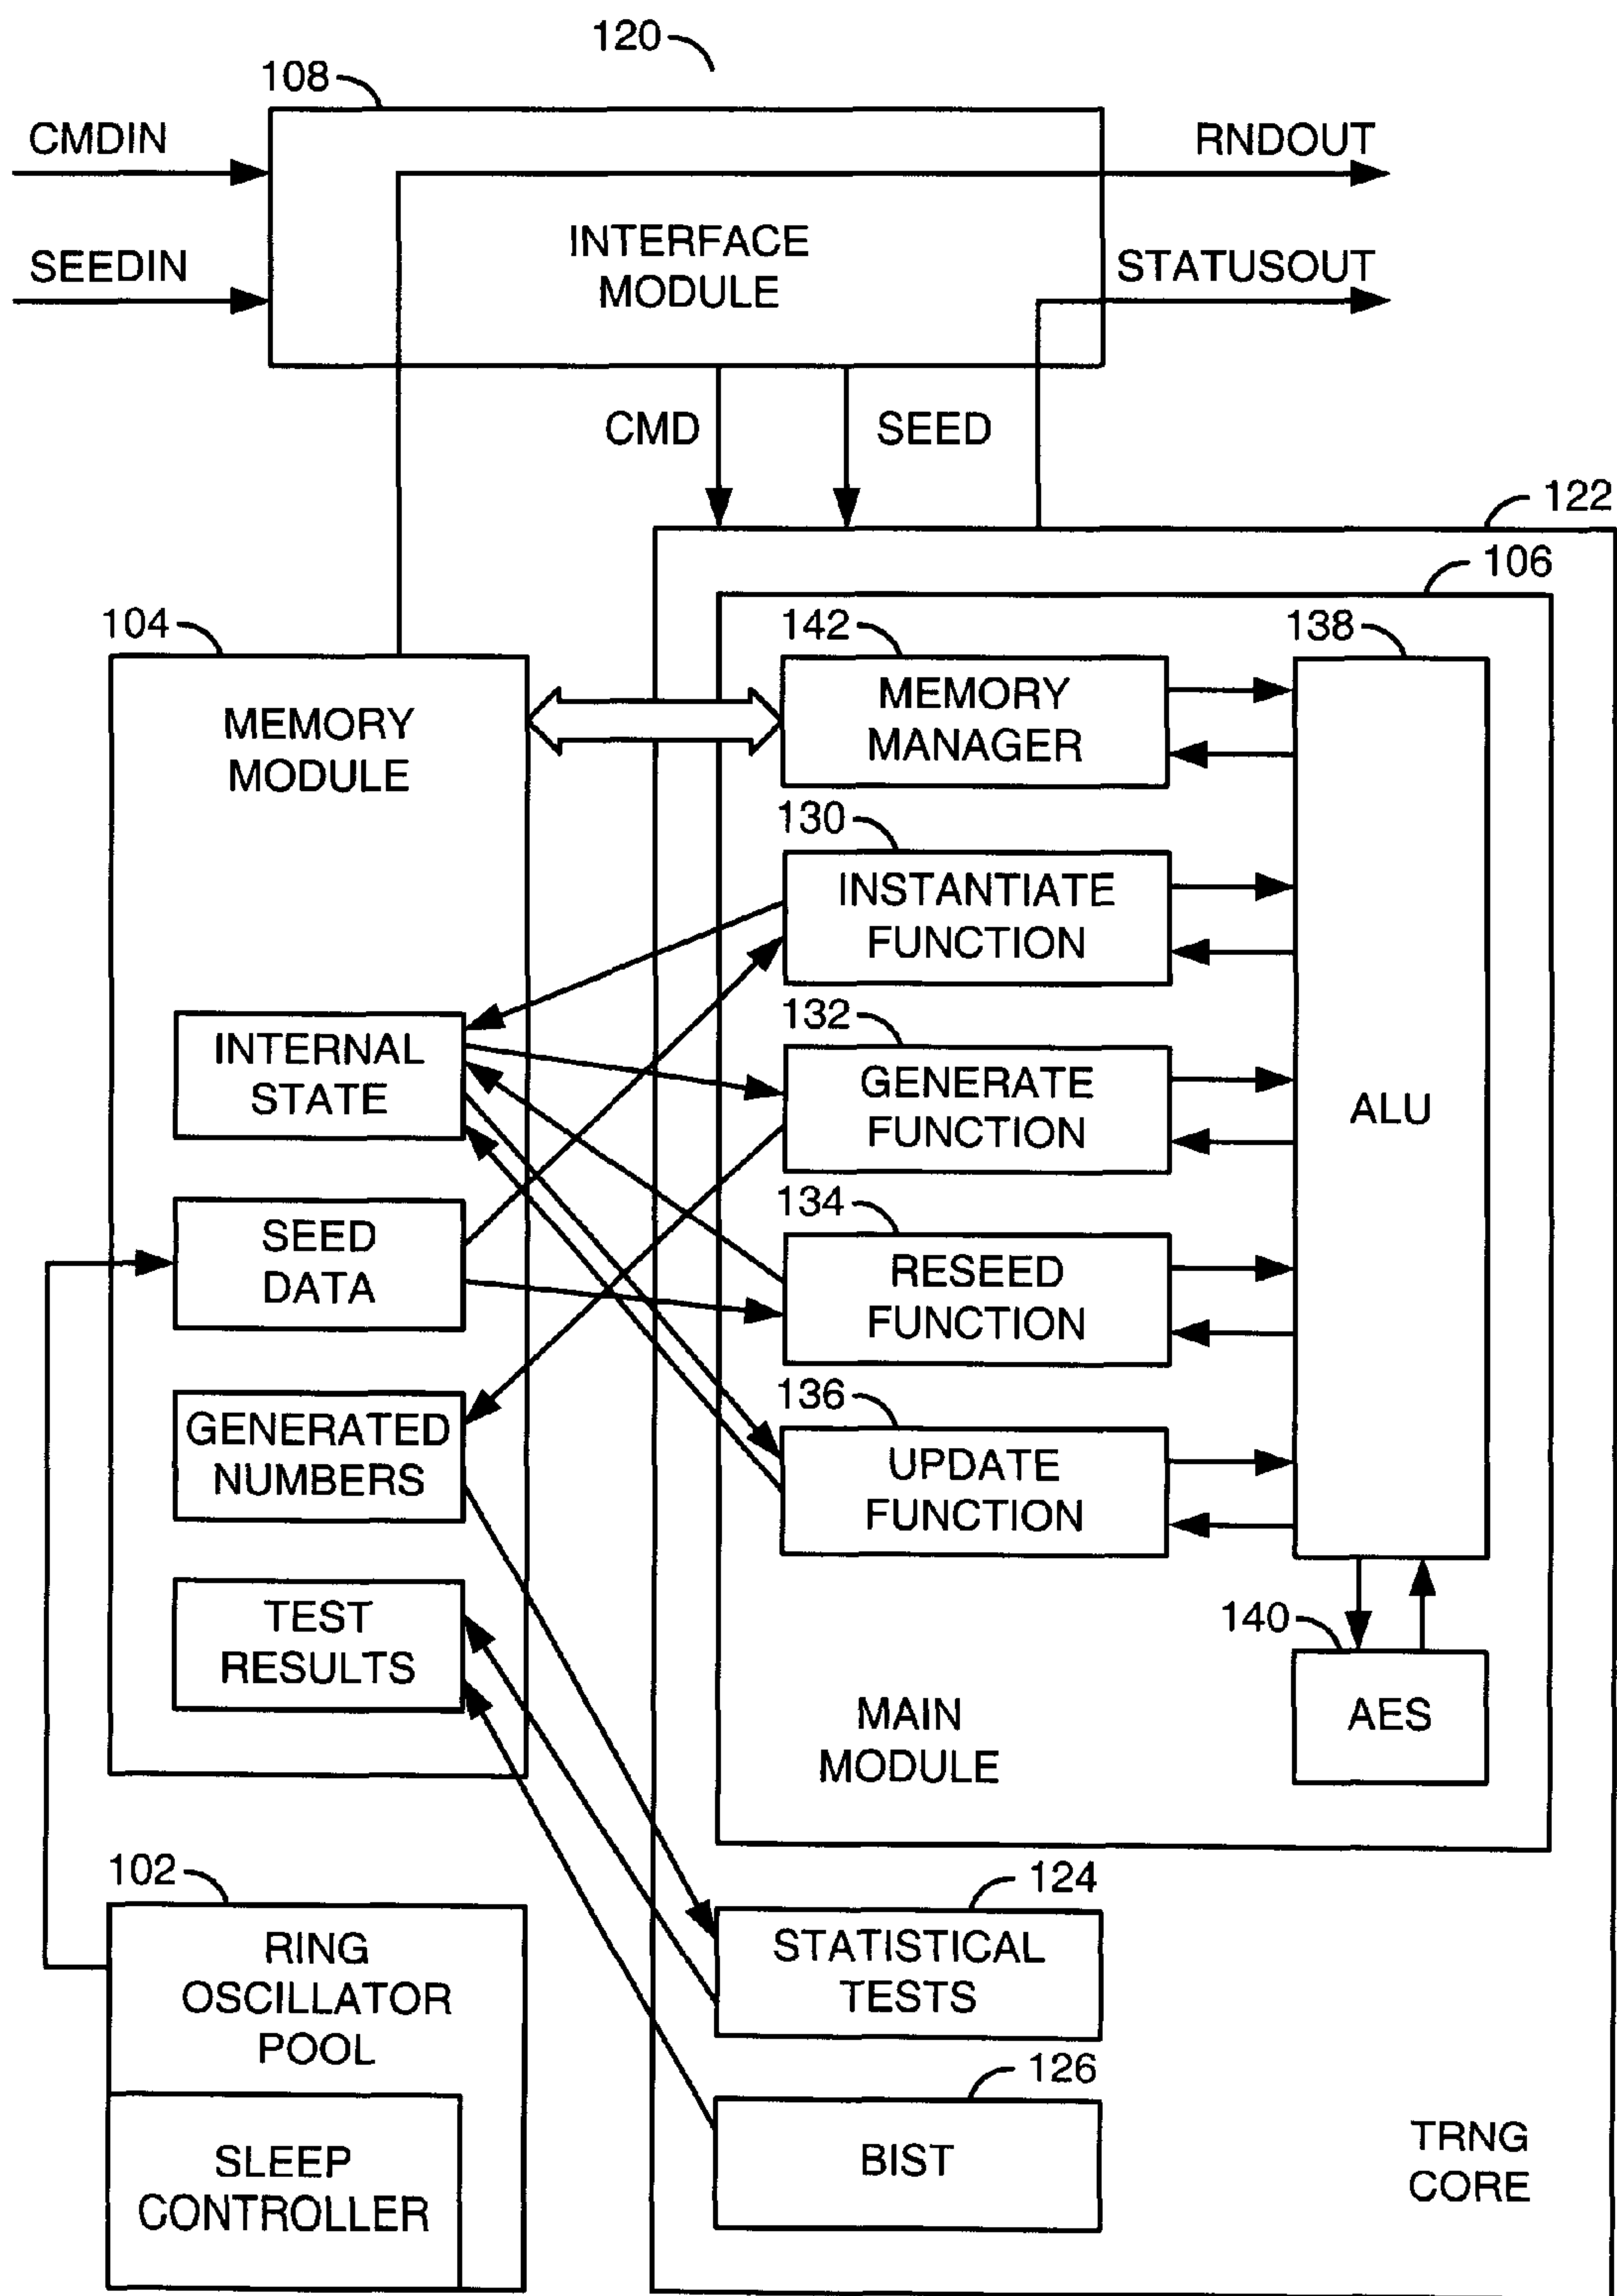 120
108
CMDIN
RNDOUT
INTERFACE
MODULE
SEEDIN
STATUSOUT
CMD
SEED
122
106
104
142
138
MEMORY
MODULE
MEMORY
MANAGER
130
INSTANTIATE
FUNCTION
132
INTERNAL
STATE
GENERATE
FUNCTION
ALU
134
SEED
DATA
RESEED
FUNCTION
136
GENERATED
NUMBERS
UPDATE
FUNCTION
TEST
RESULTS
140
AES
MAIN
MODULE
102
124
RING
OSCILLATOR
POOL
STATISTICAL
TESTS
126
SLEEP
CONTROLLER
BIST
TRNG
CORE